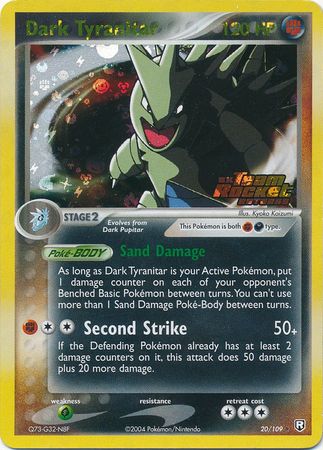 Dark Tyranitar 120 HP
EX
Team
Rocket
RETURNS
Illus. Kyoko Koizumi
STAGE 2
Evolves from
Dark Pupitar
This Pokémon is both type.
Poké-BODY Sand Damage
As long as Dark Tyranitar is your Active Pokémon, put
1 damage counter on each of your opponent's
Benched Basic Pokémon between turns. You can't use
more than 1 Sand Damage Poké-Body between turns.
Second Strike 50+
If the Defending Pokémon already has at least 2
damage counters on it, this attack does 50 damage
plus 20 more damage.
weakness resistance retreat cost
Q73-G32-N8F ©2004 Pokémon/Nintendo 20/109 R